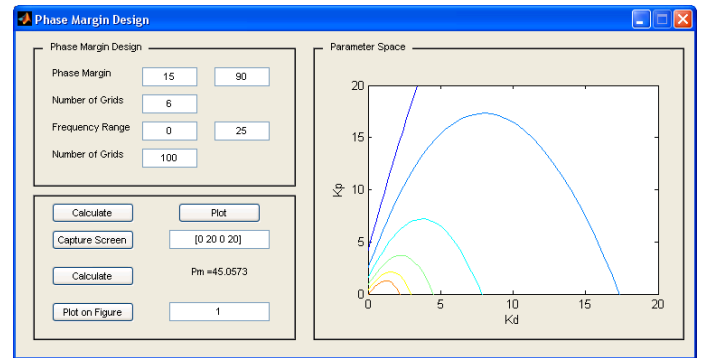 Phase Margin Design
Phase Margin Design
Phase Margin 15 90
Number of Grids 6
Frequency Range 0 25
Number of Grids 100
Calculate Plot
Capture Screen [0 20 0 20]
Calculate Pm =45.0573
Plot on Figure 1
Parameter Space
20
15
10
5
0
Kp
0 5 10 15 20
Kd